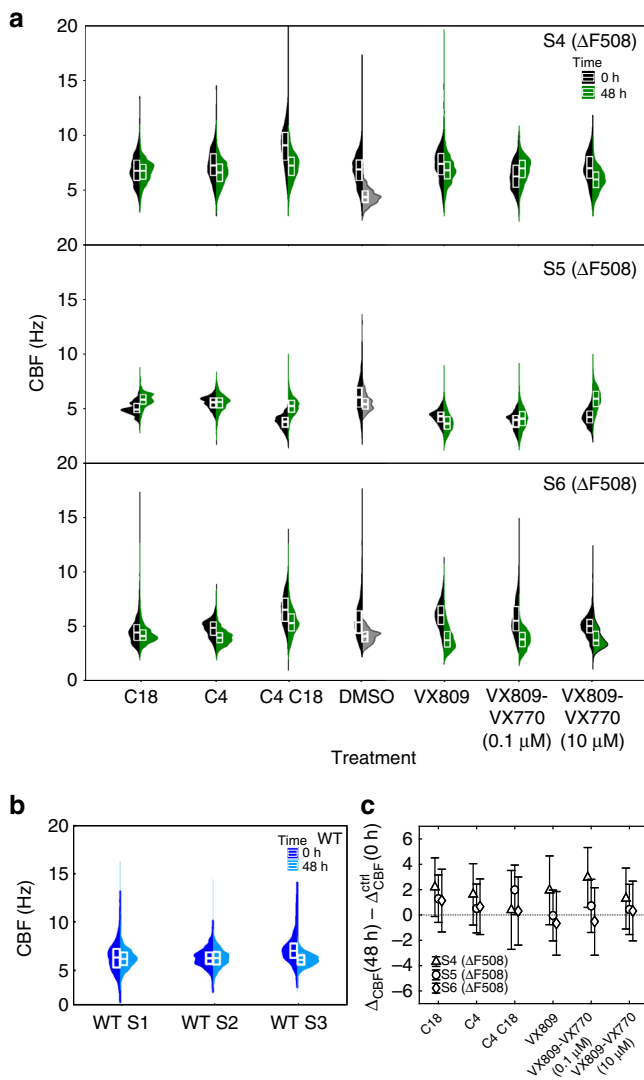 a
20
S4 (ΔF508)
Time
0 h
48 h
15
10
5
20
S5 (ΔF508)
15
CBF (Hz)
10
5
20
S6 (ΔF508)
15
10
5
0
C18 C4 C4 C18 DMSO VX809 VX809-VX770 (0.1 μM) VX809-VX770 (10 μM)
Treatment
b
20
Time WT
0 h
48 h
15
CBF (Hz)
10
5
0
WT S1 WT S2 WT S3
c
ΔCBF(48 h) – ΔctrlCBF(0 h)
6
4
2
0
−2
−4
−6
S4 (ΔF508)
S5 (ΔF508)
S6 (ΔF508)
C18
C4
C4 C18
VX809
VX809-VX770
(0.1 μM)
VX809-VX770
(10 μM)